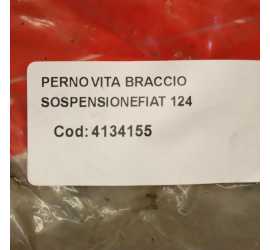 PERNO VITA BRACCIO
SOSPENSIONEFIAT 124
Cod: 4134155